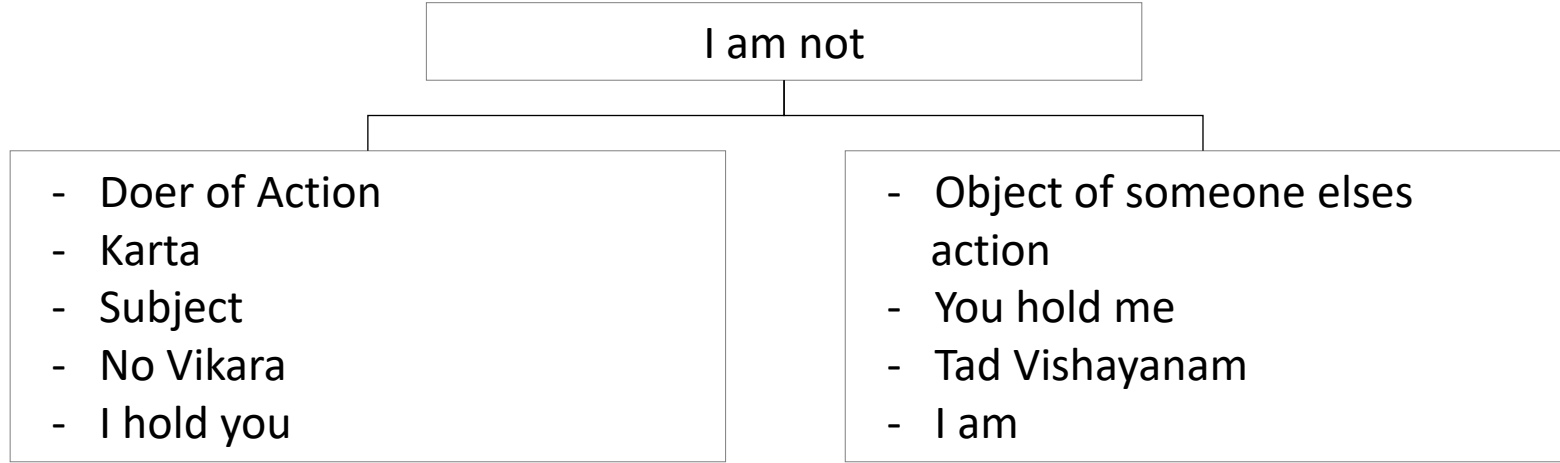 I am not
- Doer of Action
- Karta
- Subject
- No Vikara
- I hold you
- Object of someone elses
action
- You hold me
- Tad Vishayanam
- I am